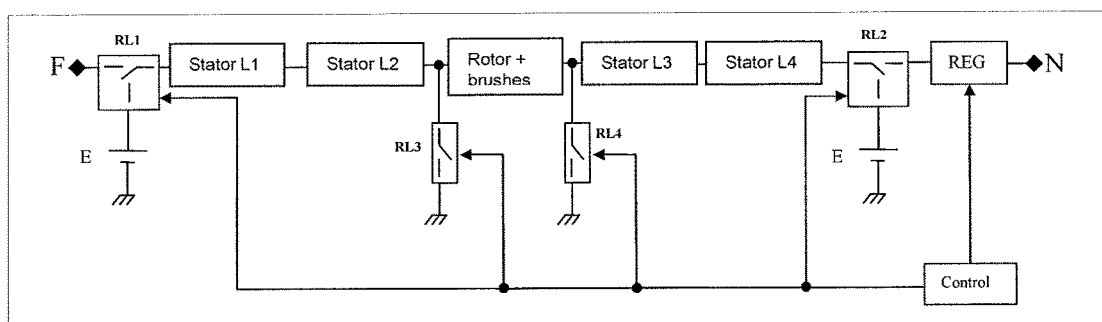 RL1
RL2
F
Stator L1
Stator L2
Rotor +
brushes
Stator L3
Stator L4
REG
N
RL3
RL4
E
E
Control